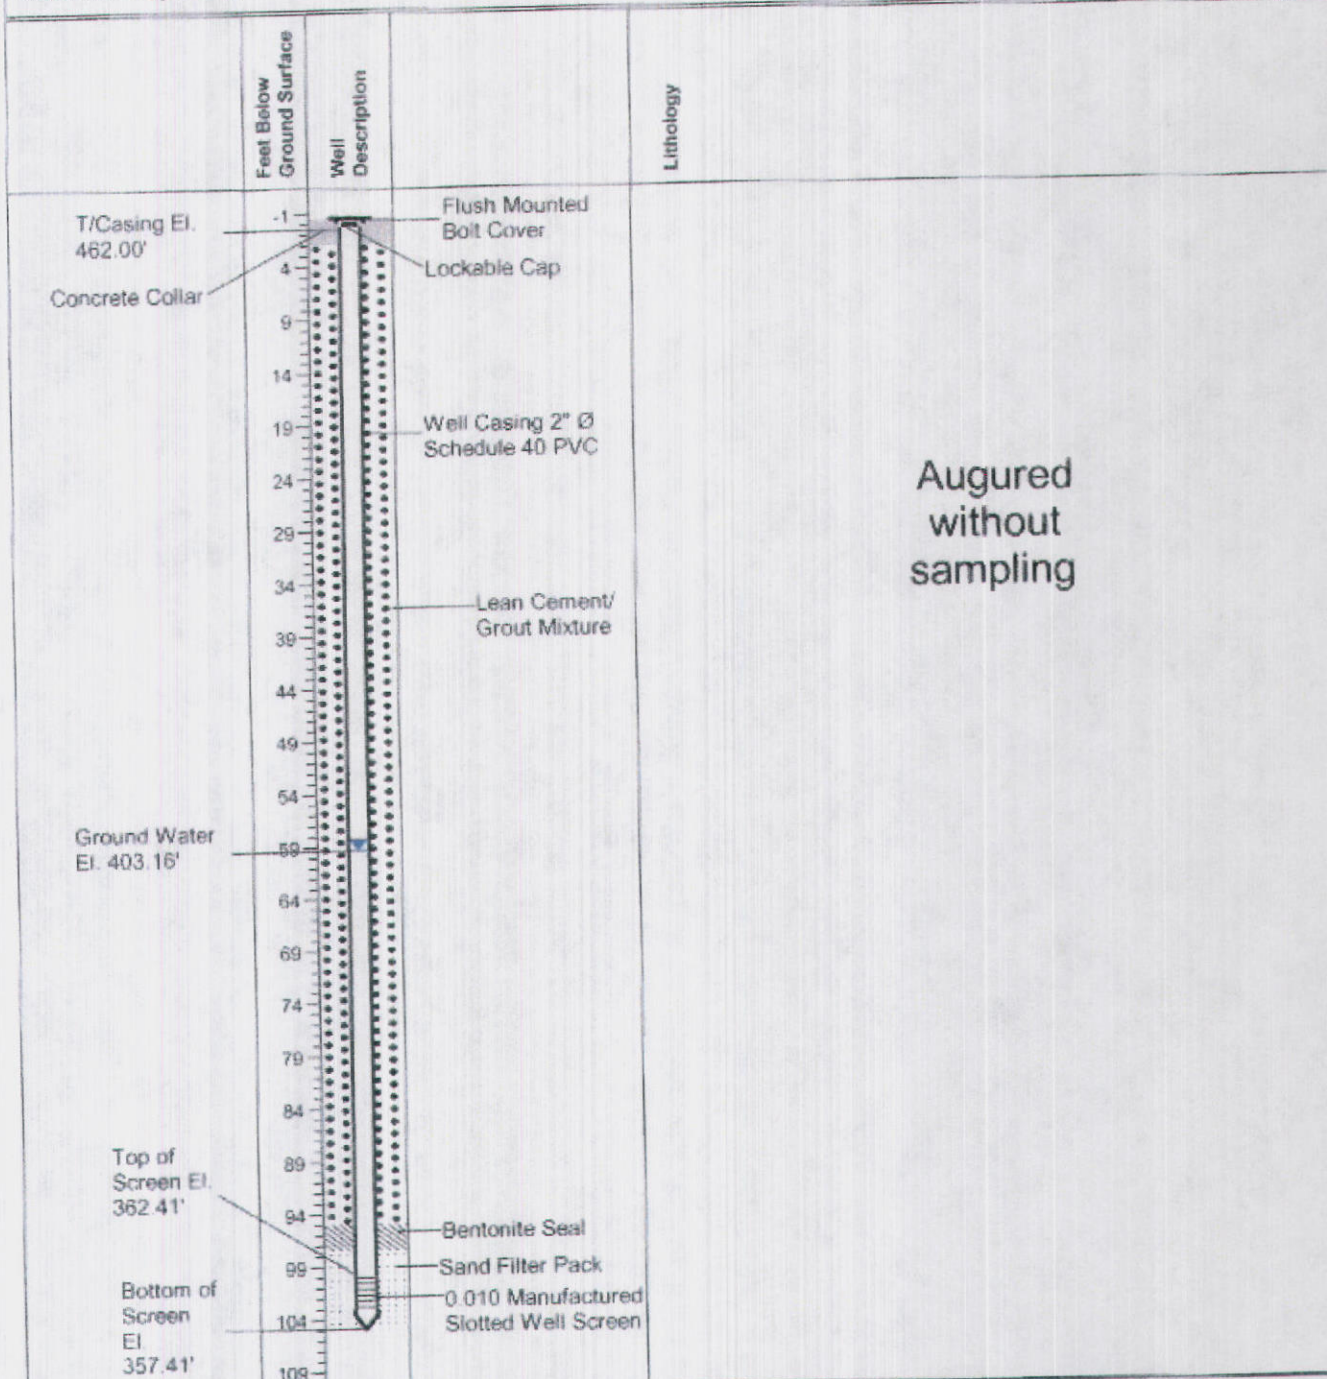 Feet Below
Ground Surface
Well
Description
Lithology
T/Casing El.
462.00'
Concrete Collar
-1
4
9
14
19
24
29
34
39
44
49
54
59
64
69
74
79
84
89
94
99
104
109
Flush Mounted
Bolt Cover
Lockable Cap
Well Casing 2" Ø
Schedule 40 PVC
Lean Cement/
Grout Mixture
Ground Water
El. 403.16'
Top of
Screen El.
362.41'
Bottom of
Screen
El.
357.41'
Bentonite Seal
Sand Filter Pack
0.010 Manufactured
Slotted Well Screen
Augured
without
sampling